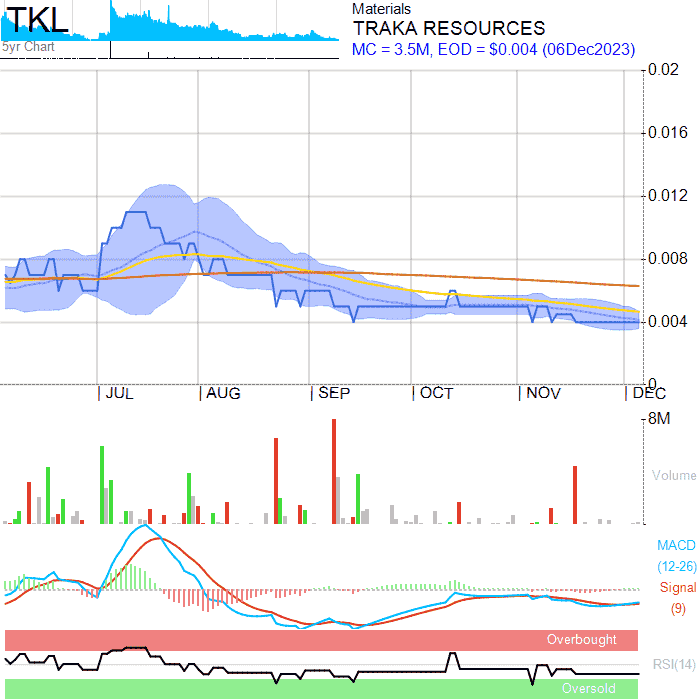 TKL
5yr Chart
Materials
TRAKA RESOURCES
MC = 3.5M, EOD = $0.004 (06Dec2023)
0.02
0.016
0.012
0.008
0.004
0
JUL AUG SEP OCT NOV DEC
8M
Volume
MACD
(12-26)
Signal
(9)
Overbought
RSI(14)
Oversold